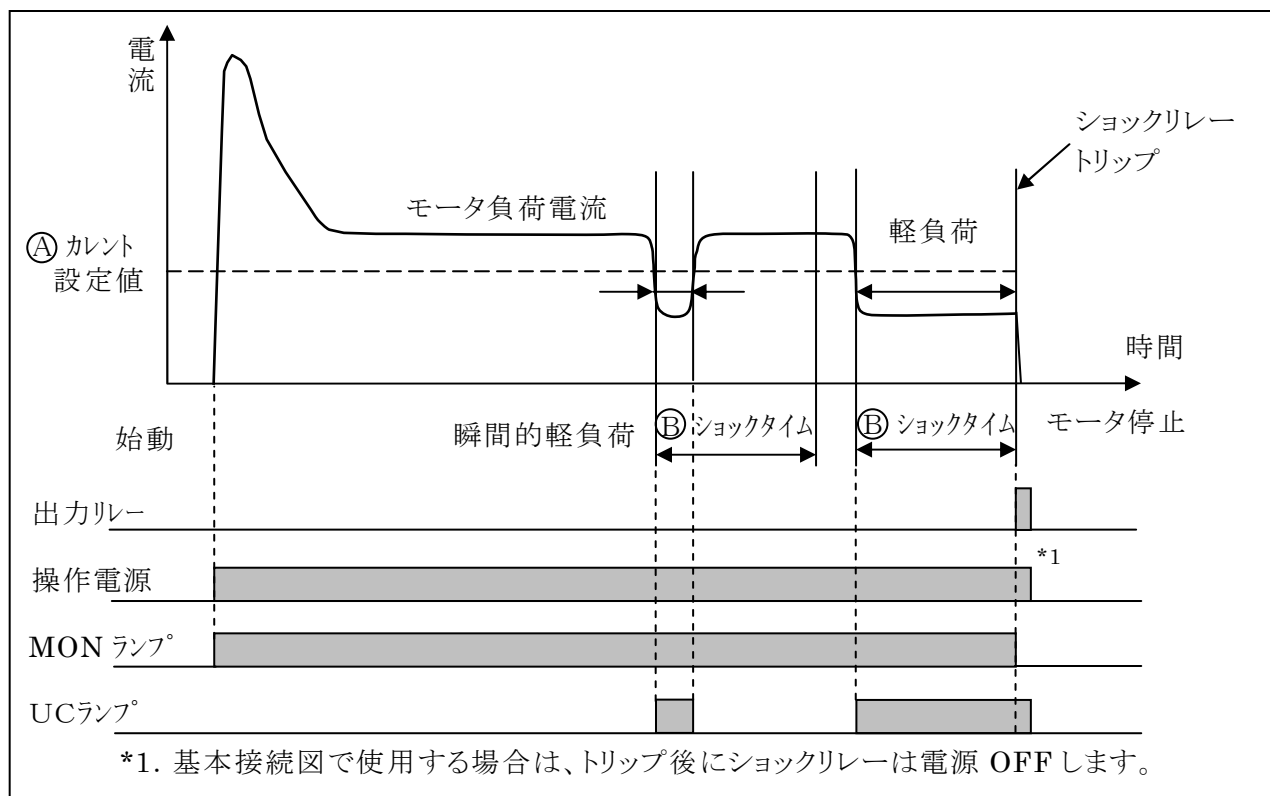 電
流
ショックリレー
トリップ
モータ負荷電流
軽負荷
Ⓐ カレント
設定値
時間
始動
瞬間的軽負荷
Ⓑ ショックタイム
Ⓑ ショックタイム
モータ停止
出力リレー
*1
操作電源
MON ランプ
UCランプ
*1. 基本接続図で使用する場合は、トリップ後にショックリレーは電源 OFF します。